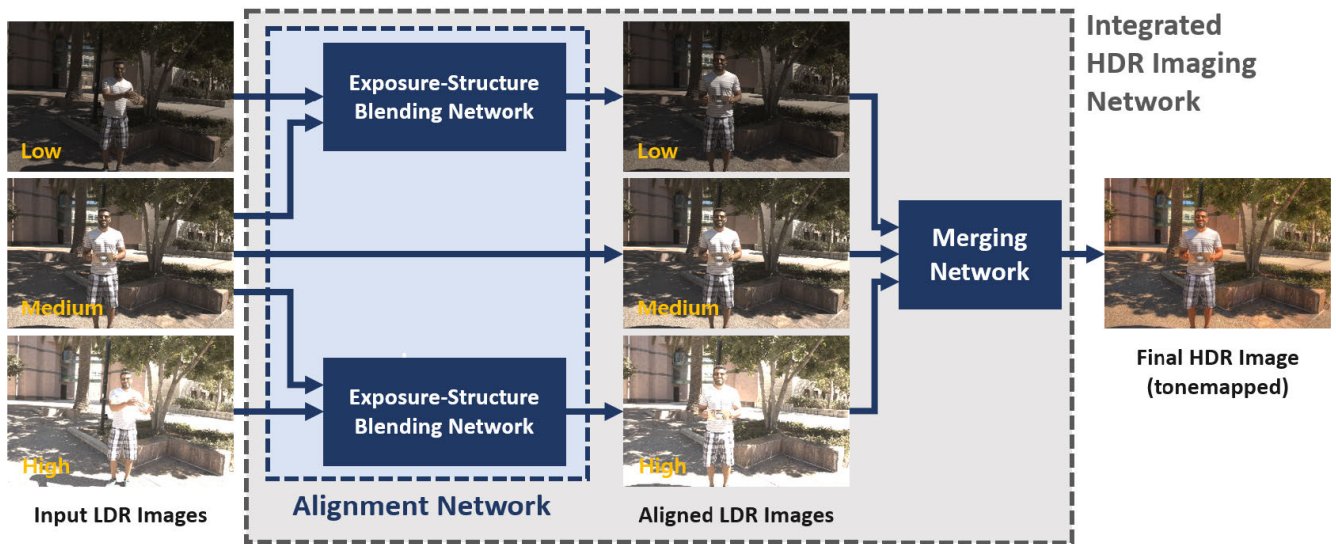 Integrated
HDR Imaging
Network
Low
Medium
High
Input LDR Images
Exposure-Structure
Blending Network
Exposure-Structure
Blending Network
Alignment Network
Low
Medium
High
Aligned LDR Images
Merging
Network
Final HDR Image
(tonemapped)